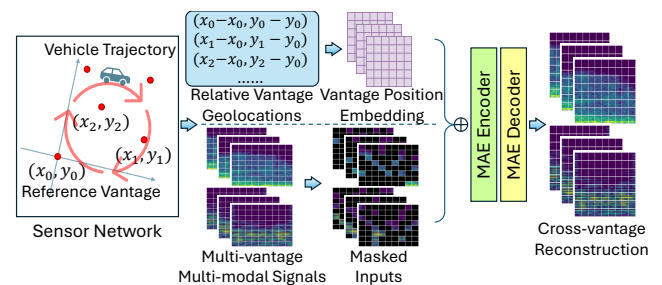 Vehicle Trajectory
(x₂, y₂)
(x₁, y₁)
(x₀, y₀)
Reference Vantage
Sensor Network
(x₀−x₀, y₀ − y₀)
(x₁−x₀, y₁ − y₀)
(x₂−x₀, y₂ − y₀)
......
Relative Vantage
Geolocations
Vantage Position
Embedding
Multi-vantage
Multi-modal Signals
Masked
Inputs
⊕
MAE Encoder
MAE Decoder
Cross-vantage
Reconstruction